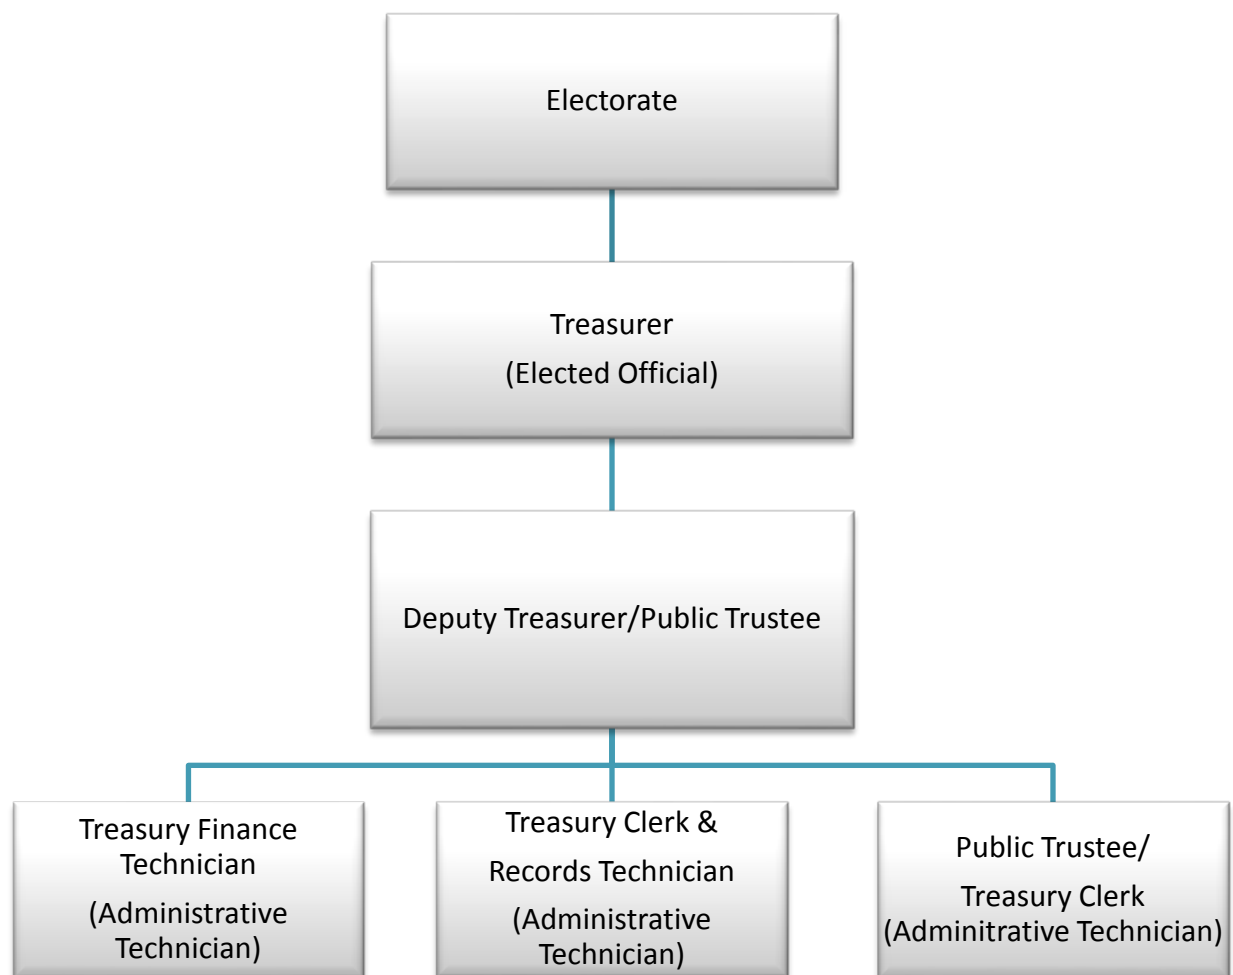 Electorate
Treasurer
(Elected Official)
Deputy Treasurer/Public Trustee
Treasury Finance
Technician
(Administrative
Technician)
Treasury Clerk &
Records Technician
(Administrative
Technician)
Public Trustee/
Treasury Clerk
(Adminitrative Technician)